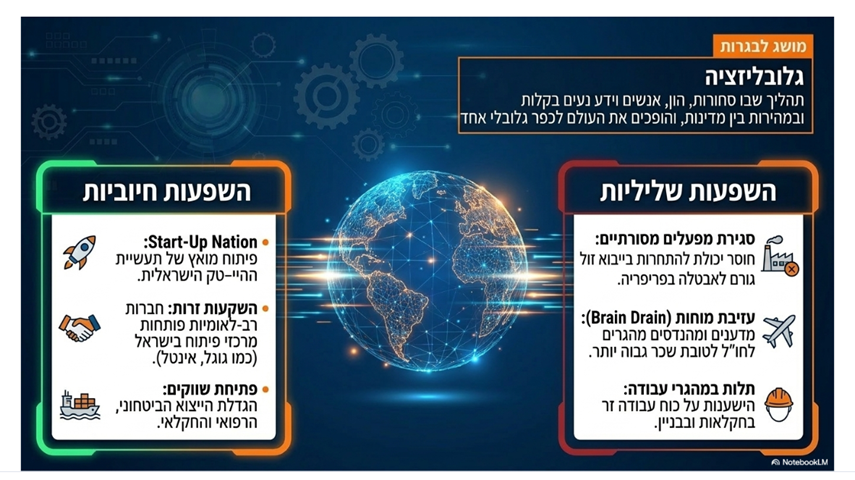 מושג לבגרות
גלובליזציה
תהליך שבו סחורות, הון, אנשים וידע נעים בקלות
ובמהירות בין מדינות, והופכים את העולם לכפר גלובלי אחד
השפעות שליליות
סגירת מפעלים מסורתיים:
חוסר יכולת להתחרות בייבוא זול
גורם לאבטלה בפריפריה.
עזיבת מוחות (Brain Drain):
מדענים ומהנדסים מהגרים
לחו"ל לטובת שכר גבוה יותר.
תלות במהגרי עבודה:
הישענות על כוח עבודה זר
בחקלאות ובבניין.
השפעות חיוביות
• Start-Up Nation:
פיתוח מואץ של תעשיית
ההיי-טק הישראלית.
• השקעות זרות: חברות
רב-לאומיות פותחות
מרכזי פיתוח בישראל
(כמו גוגל, אינטל).
• פתיחת שווקים:
הגדלת הייצוא הביטחוני,
הרפואי והחקלאי.
NotebookLM